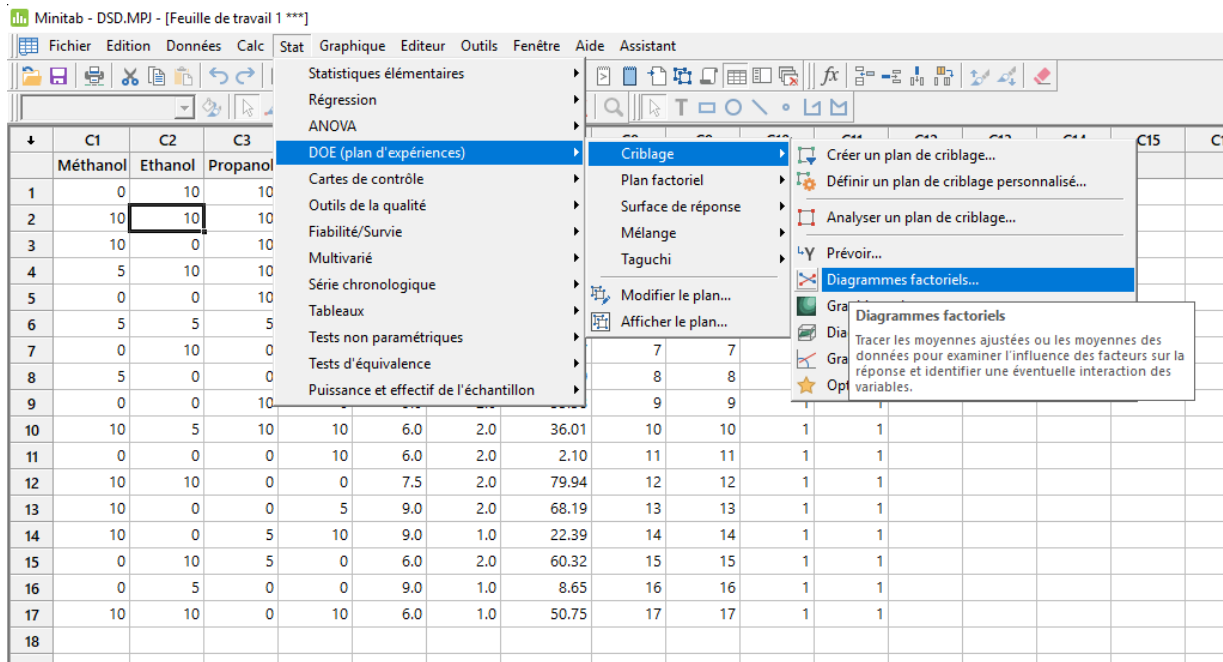 Minitab - DSD.MPJ - [Feuille de travail 1 ***]
Fichier Edition Données Calc Stat Graphique Editeur Outils Fenêtre Aide Assistant
Statistiques élémentaires
Régression
ANOVA
DOE (plan d'expériences)
Cartes de contrôle
Outils de la qualité
Fiabilité/Survie
Multivarié
Série chronologique
Tableaux
Tests non paramétriques
Tests d'équivalence
Puissance et effectif de l'échantillon
Criblage
Plan factoriel
Surface de réponse
Mélange
Taguchi
Modifier le plan...
Afficher le plan...
Créer un plan de criblage...
Définir un plan de criblage personnalisé...
Analyser un plan de criblage...
Prévoir...
Diagrammes factoriels...
Diagrammes factoriels
Tracer les moyennes ajustées ou les moyennes des
données pour examiner l'influence des facteurs sur la
réponse et identifier une éventuelle interaction des
variables.
C1 C2 C3 C15
Méthanol Ethanol Propanol
1 0 10 10
2 10 10 10
3 10 0 10
4 5 10 10
5 0 0 10
6 5 5 5
7 0 10 0 7 7
8 5 0 0 8 8
9 0 0 10 9 9 1 1
10 10 5 10 10 6.0 2.0 36.01 10 10 1 1
11 0 0 0 10 6.0 2.0 2.10 11 11 1 1
12 10 10 0 0 7.5 2.0 79.94 12 12 1 1
13 10 0 0 5 9.0 2.0 68.19 13 13 1 1
14 10 0 5 10 9.0 1.0 22.39 14 14 1 1
15 0 10 5 0 6.0 2.0 60.32 15 15 1 1
16 0 5 0 0 9.0 1.0 8.65 16 16 1 1
17 10 10 0 10 6.0 1.0 50.75 17 17 1 1
18